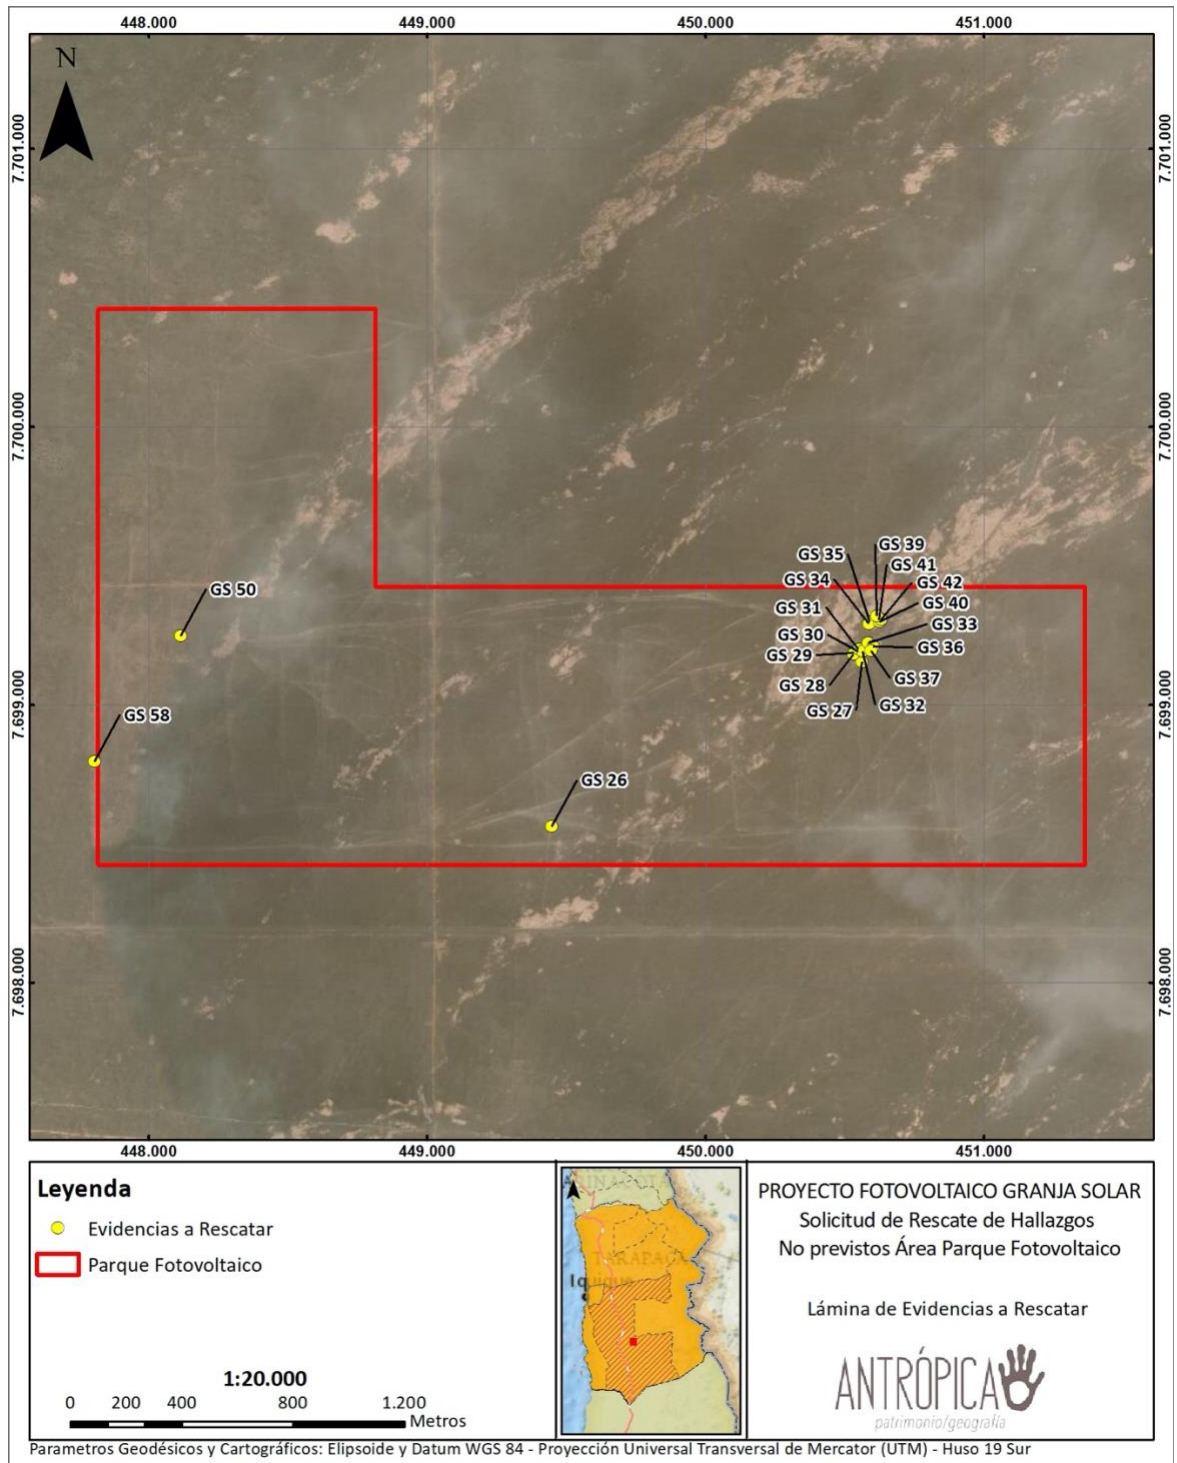 448.000 449.000 450.000 451.000
N
7.701.000 7.701.000
7.700.000 7.700.000
GS 39
GS 35
GS 41
GS 34
GS 42
GS 50
GS 40
GS 31
GS 33
GS 30
GS 36
GS 29
GS 37
GS 28
GS 32
GS 27
7.699.000 7.699.000
GS 58
GS 26
7.698.000 7.698.000
448.000 449.000 450.000 451.000
Leyenda
Evidencias a Rescatar
Parque Fotovoltaico
1:20.000
0 200 400 800 1.200
Metros
TARAPACÁ
Iquique
PROYECTO FOTOVOLTAICO GRANJA SOLAR
Solicitud de Rescate de Hallazgos
No previstos Área Parque Fotovoltaico
Lámina de Evidencias a Rescatar
ANTRÓPICA
patrimonio/geografía
Parametros Geodésicos y Cartográficos: Elipsoide y Datum WGS 84 - Proyección Universal Transversal de Mercator (UTM) - Huso 19 Sur